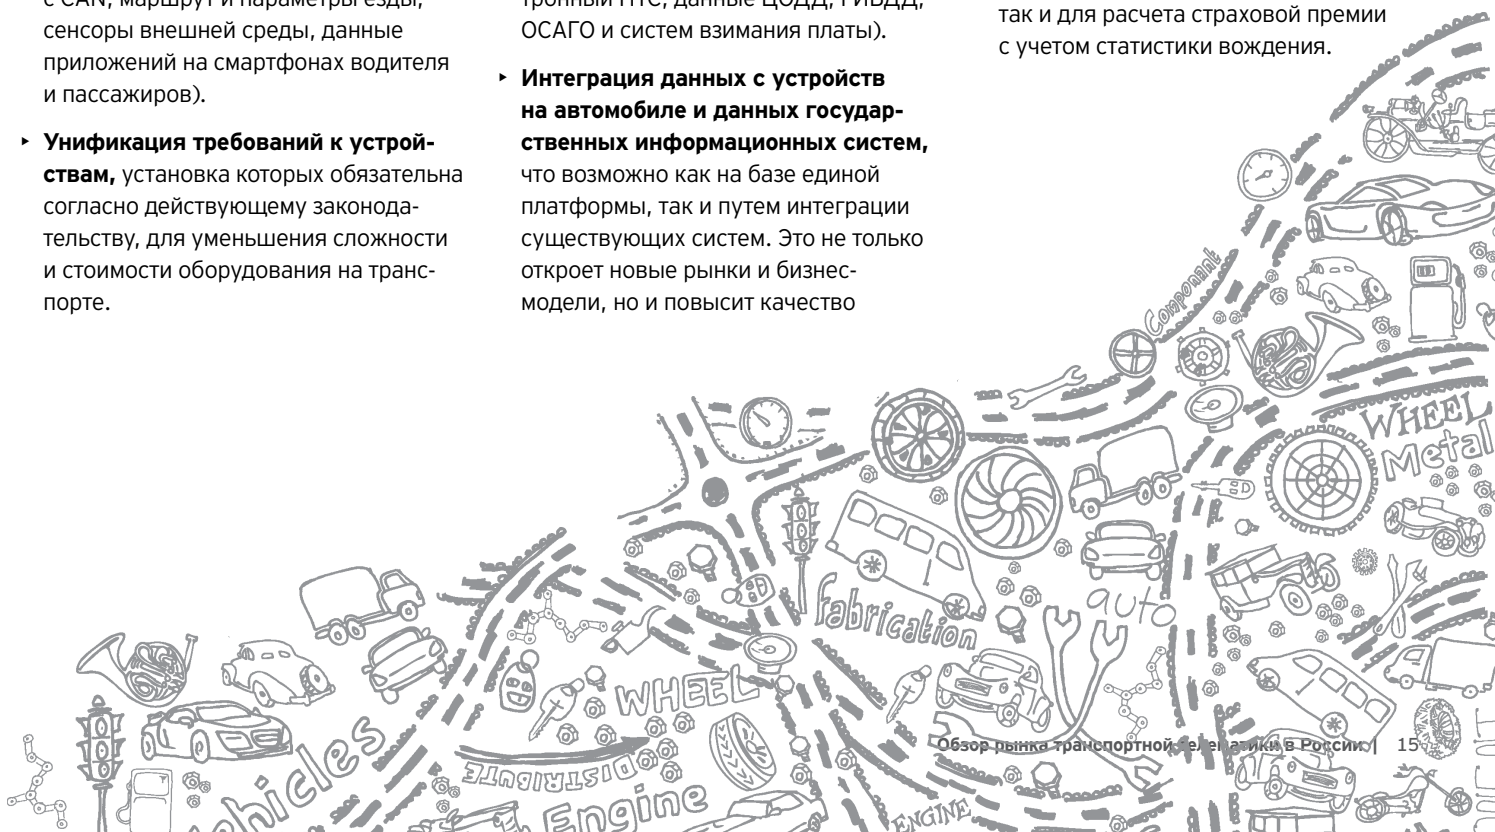 с CAN, маршрут и параметры езды,
сенсоры внешней среды, данные
приложений на смартфонах водителя
и пассажиров).
‣ Унификация требований к устрой-
ствам, установка которых обязательна
согласно действующему законода-
тельству, для уменьшения сложности
и стоимости оборудования на транс-
порте.
тронный ПТС, данные ЦОДД, ГИБДД,
ОСАГО и систем взимания платы).
‣ Интеграция данных с устройств
на автомобиле и данных государ-
ственных информационных систем,
что возможно как на базе единой
платформы, так и путем интеграции
существующих систем. Это не только
откроет новые рынки и бизнес-
модели, но и повысит качество
так и для расчета страховой премии
с учетом статистики вождения.
Component
WHEEL
Metal
fabrication
auto
WHEEL
DISTRIBUTE
Engine
ENGINE
Обзор рынка транспортной телематики в России | 15